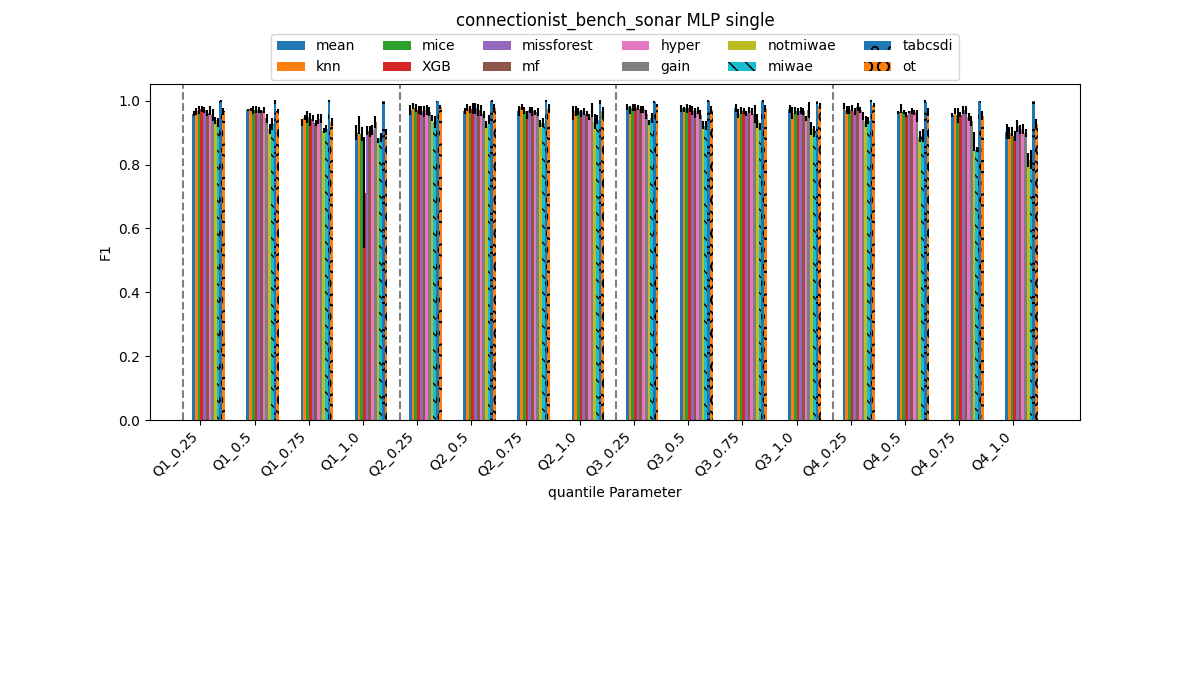 connectionist_bench_sonar MLP single
mean mice missforest hyper notmiwae tabcsdi
knn XGB mf gain miwae ot
1.0
0.8
0.6
0.4
0.2
0.0
F1
Q1_0.25 Q1_0.5 Q1_0.75 Q1_1.0 Q2_0.25 Q2_0.5 Q2_0.75 Q2_1.0 Q3_0.25 Q3_0.5 Q3_0.75 Q3_1.0 Q4_0.25 Q4_0.5 Q4_0.75 Q4_1.0
quantile Parameter